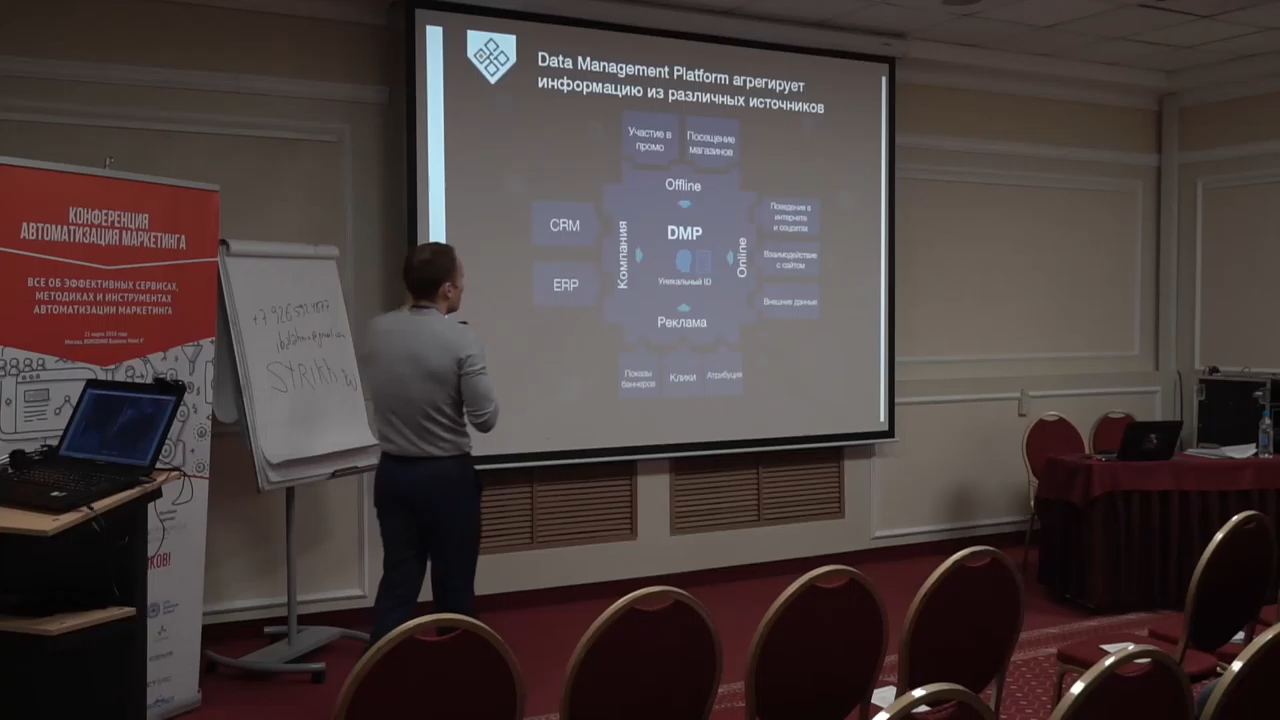 Data Management Platform агрегирует
информацию из различных источников
Участие в
промо
Посещение
магазинов
Offline
CRM
ERP
Компания
DMP
Уникальный ID
Online
Поведение в
интернете
и соцсетях
Взаимодействие
с сайтом
Внешние данные
Реклама
Показы
баннеров
Клики
Атрибуция
КОНФЕРЕНЦИЯ
АВТОМАТИЗАЦИЯ МАРКЕТИНГА
ВСЕ ОБ ЭФФЕКТИВНЫХ СЕРВИСАХ,
МЕТОДИКАХ И ИНСТРУМЕНТАХ
АВТОМАТИЗАЦИИ МАРКЕТИНГА